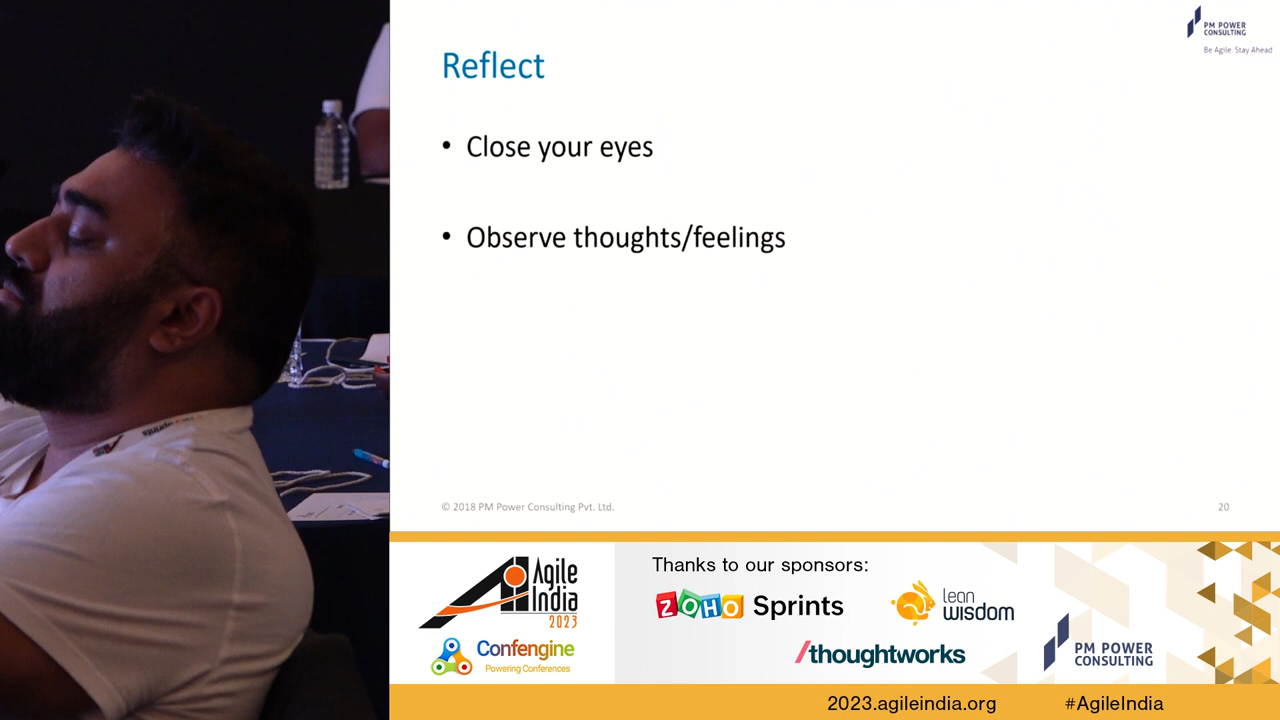 PM POWER
CONSULTING
Be Agile. Stay Ahead
Reflect
• Close your eyes
• Observe thoughts/feelings
© 2018 PM Power Consulting Pvt. Ltd.
20
Agile
India
2023
Confengine
Powering Conferences
Thanks to our sponsors:
ZOHO Sprints
lean
wisdom
/thoughtworks
PM POWER
CONSULTING
2023.agileindia.org
#AgileIndia